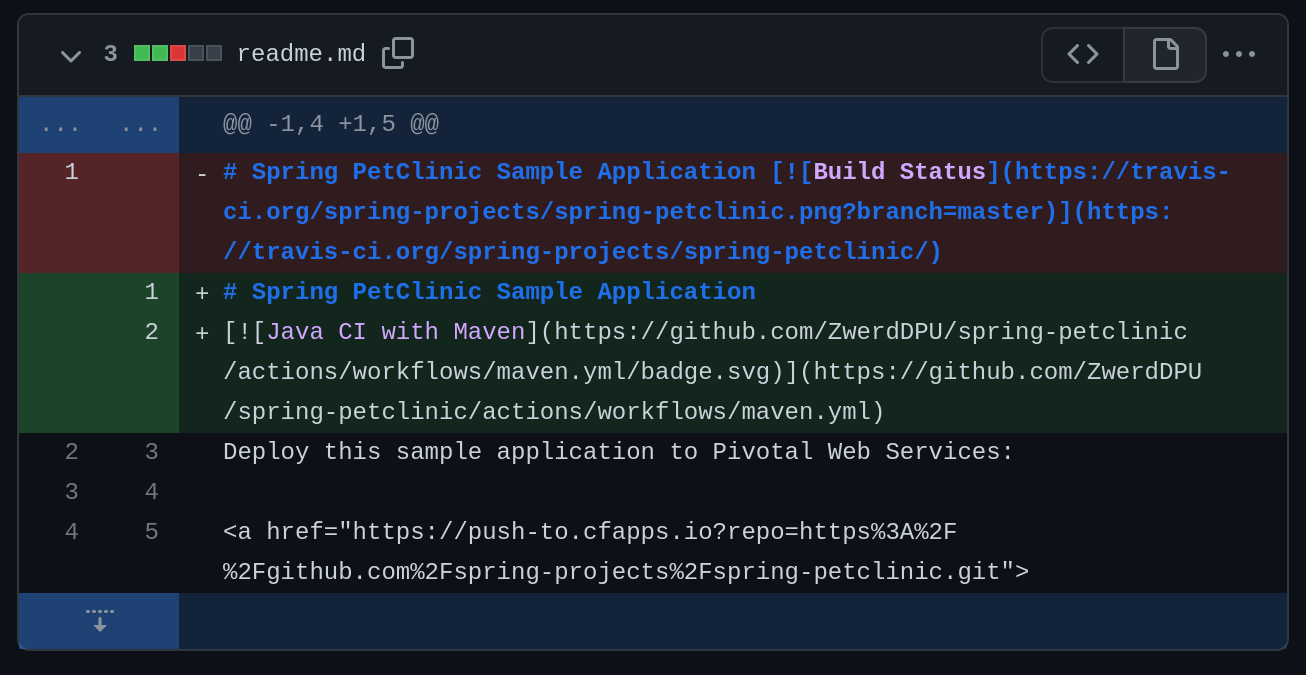 3 readme.md
... ... @@ -1,4 +1,5 @@
1 - # Spring PetClinic Sample Application [![Build Status](https://travis-
ci.org/spring-projects/spring-petclinic.png?branch=master)](https:
//travis-ci.org/spring-projects/spring-petclinic/)
1 + # Spring PetClinic Sample Application
2 + [![Java CI with Maven](https://github.com/ZwerdDPU/spring-petclinic
/actions/workflows/maven.yml/badge.svg)](https://github.com/ZwerdDPU
/spring-petclinic/actions/workflows/maven.yml)
2 3 Deploy this sample application to Pivotal Web Services:
3 4
4 5 <a href="https://push-to.cfapps.io?repo=https%3A%2F
%2Fgithub.com%2Fspring-projects%2Fspring-petclinic.git">